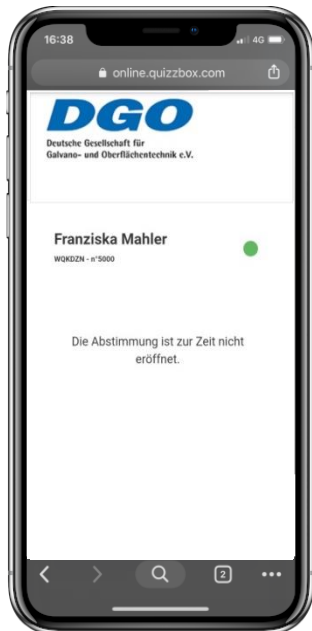 16:38
4G
online.quizzbox.com
DGO
Deutsche Gesellschaft für
Galvano- und Oberflächentechnik e.V.
Franziska Mahler
WQKDZN - n°5000
Die Abstimmung ist zur Zeit nicht
eröffnet.
2